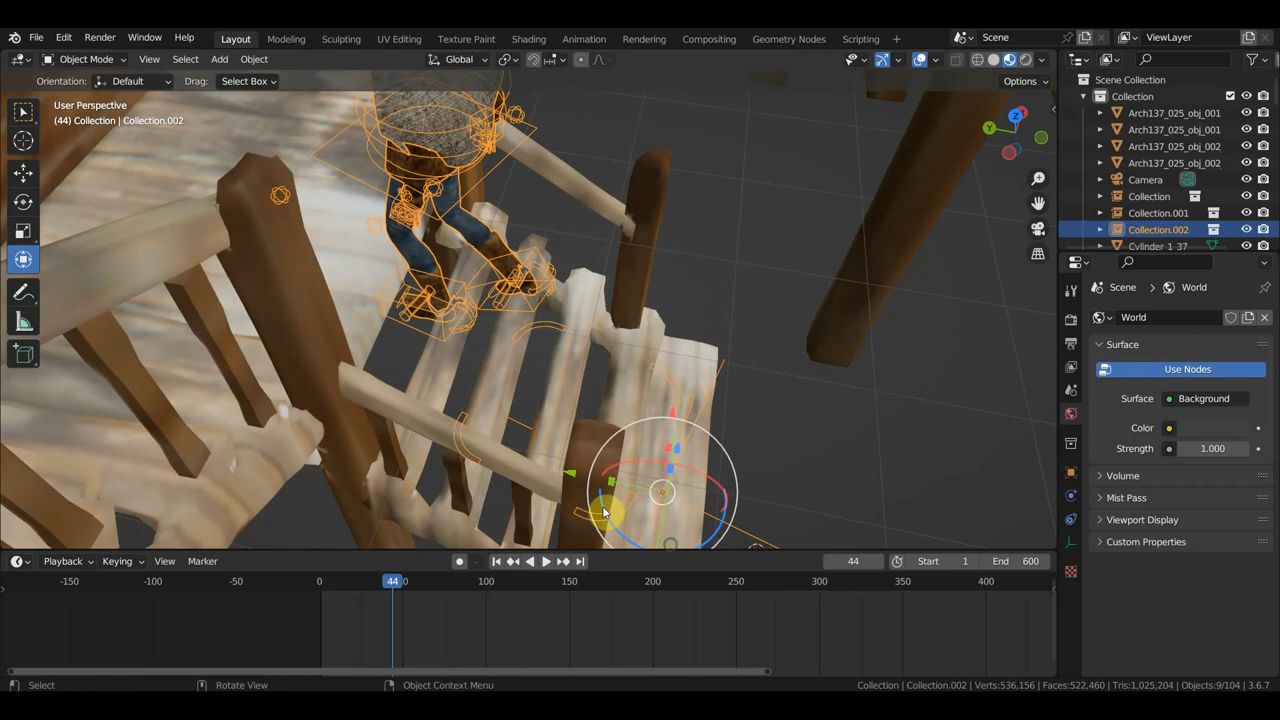 File Edit Render Window Help Layout Modeling Sculpting UV Editing Texture Paint Shading Animation Rendering Compositing Geometry Nodes Scripting + Scene ViewLayer
Object Mode View Select Add Object Global
Orientation: Default Drag: Select Box Options
User Perspective
(44) Collection | Collection.002
Scene Collection
Collection
Arch137_025_obj_001
Arch137_025_obj_001
Arch137_025_obj_002
Arch137_025_obj_002
Camera
Collection
Collection.001
Collection.002
Cylinder_1_37
Z
Y
X
Scene > World
World
Surface
Use Nodes
Surface Background
Color
Strength 1.000
Volume
Mist Pass
Viewport Display
Custom Properties
Playback Keying View Marker 44 Start 1 End 600
-150 -100 -50 0 44 100 150 200 250 300 350 400
Select Rotate View Object Context Menu Collection | Collection.002 | Verts:536,156 | Faces:522,460 | Tris:1,025,204 | Objects:9/104 | 3.6.7